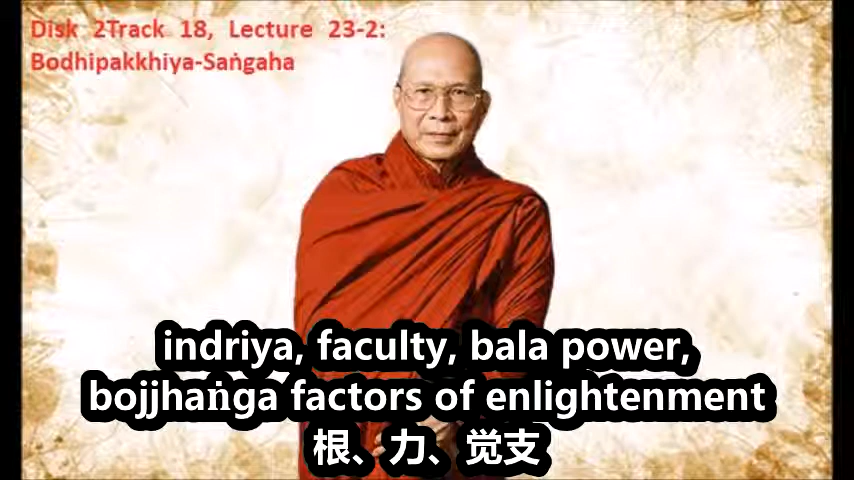 Disk 2Track 18, Lecture 23-2:
Bodhipakkhiya-Saṅgaha
indriya, faculty, bala power,
bojjhaṅga factors of enlightenment
根、力、觉支